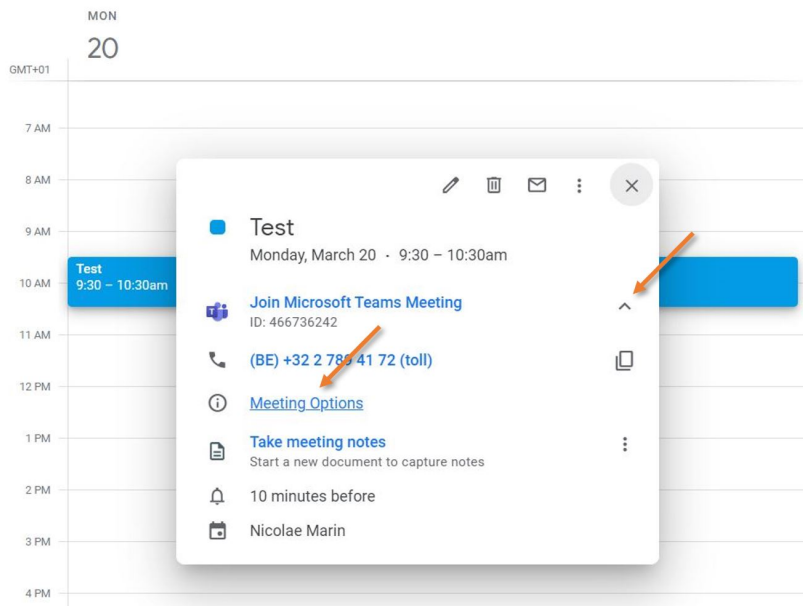 MON
20
GMT+01
7 AM
8 AM
9 AM
10 AM
11 AM
12 PM
1 PM
2 PM
3 PM
4 PM
Test
9:30 – 10:30am
Test
Monday, March 20 · 9:30 – 10:30am
Join Microsoft Teams Meeting
ID: 466736242
(BE) +32 2 789 41 72 (toll)
Meeting Options
Take meeting notes
Start a new document to capture notes
10 minutes before
Nicolae Marin